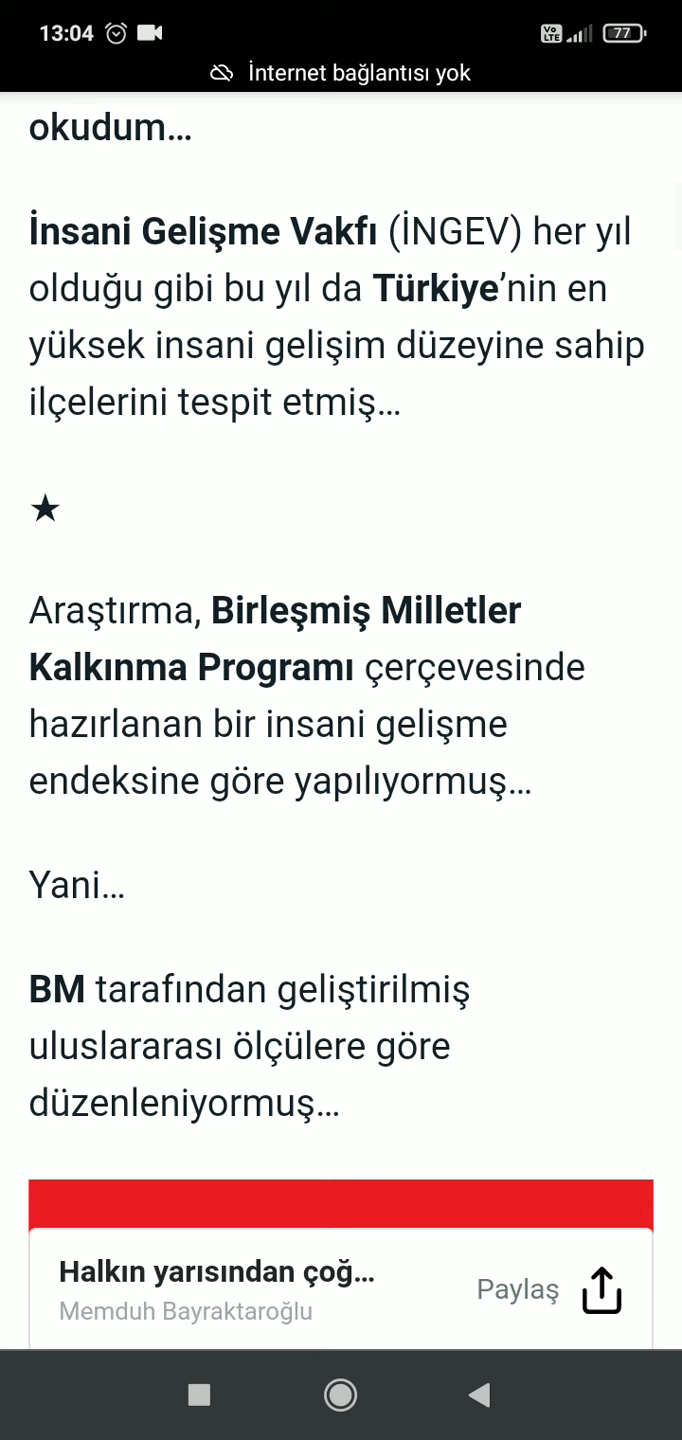 13:04
VoLTE 77
İnternet bağlantısı yok
okudum...
İnsani Gelişme Vakfı (İNGEV) her yıl
olduğu gibi bu yıl da Türkiye’nin en
yüksek insani gelişim düzeyine sahip
ilçelerini tespit etmiş...
★
Araştırma, Birleşmiş Milletler
Kalkınma Programı çerçevesinde
hazırlanan bir insani gelişme
endeksine göre yapılıyormuş...
Yani...
BM tarafından geliştirilmiş
uluslararası ölçülere göre
düzenleniyormuş...
Halkın yarısından çoğ...
Memduh Bayraktaroğlu
Paylaş